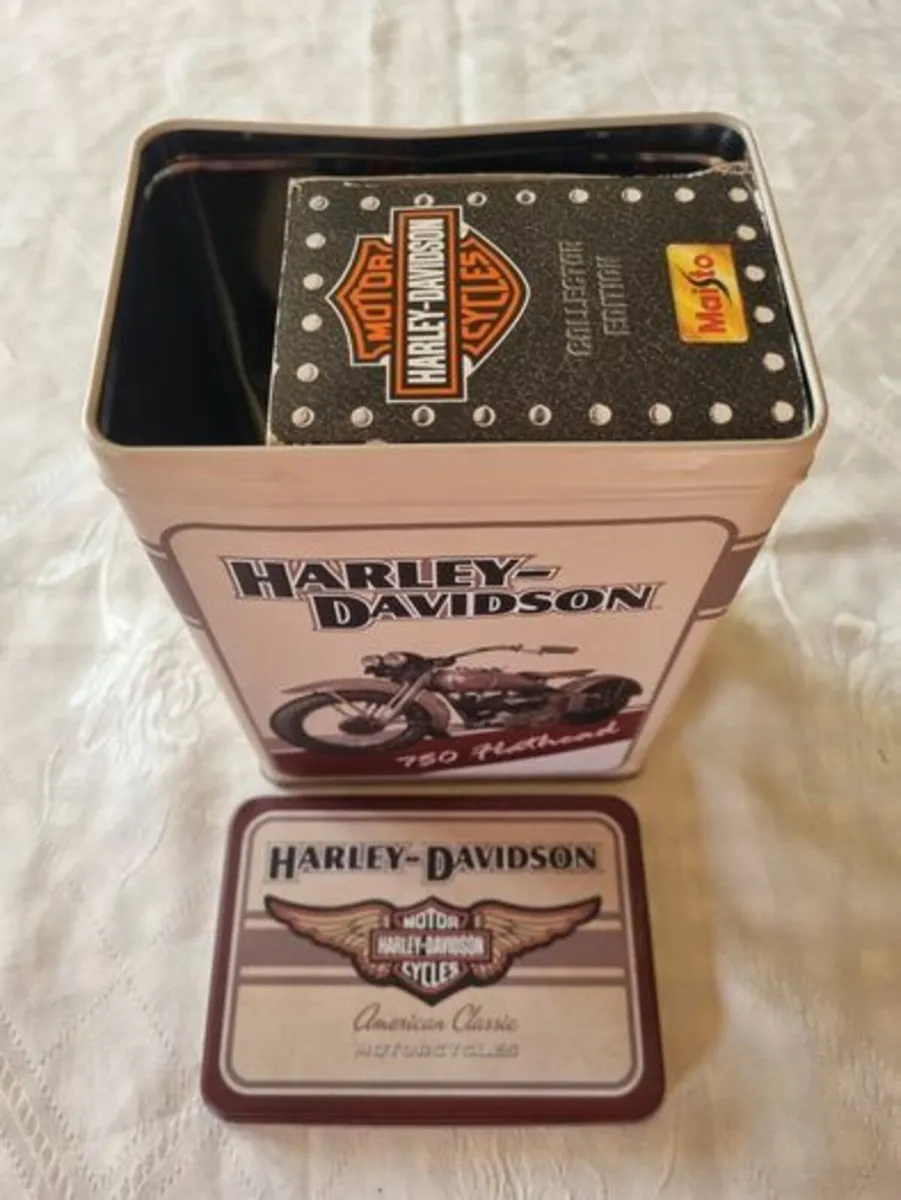 MOTOR
HARLEY-DAVIDSON
CYCLES
COLLECTOR
EDITION
Maisto
HARLEY-
DAVIDSON
750 Flathead
HARLEY-DAVIDSON
MOTOR
HARLEY-DAVIDSON
CYCLES
American Classic
MOTORCYCLES